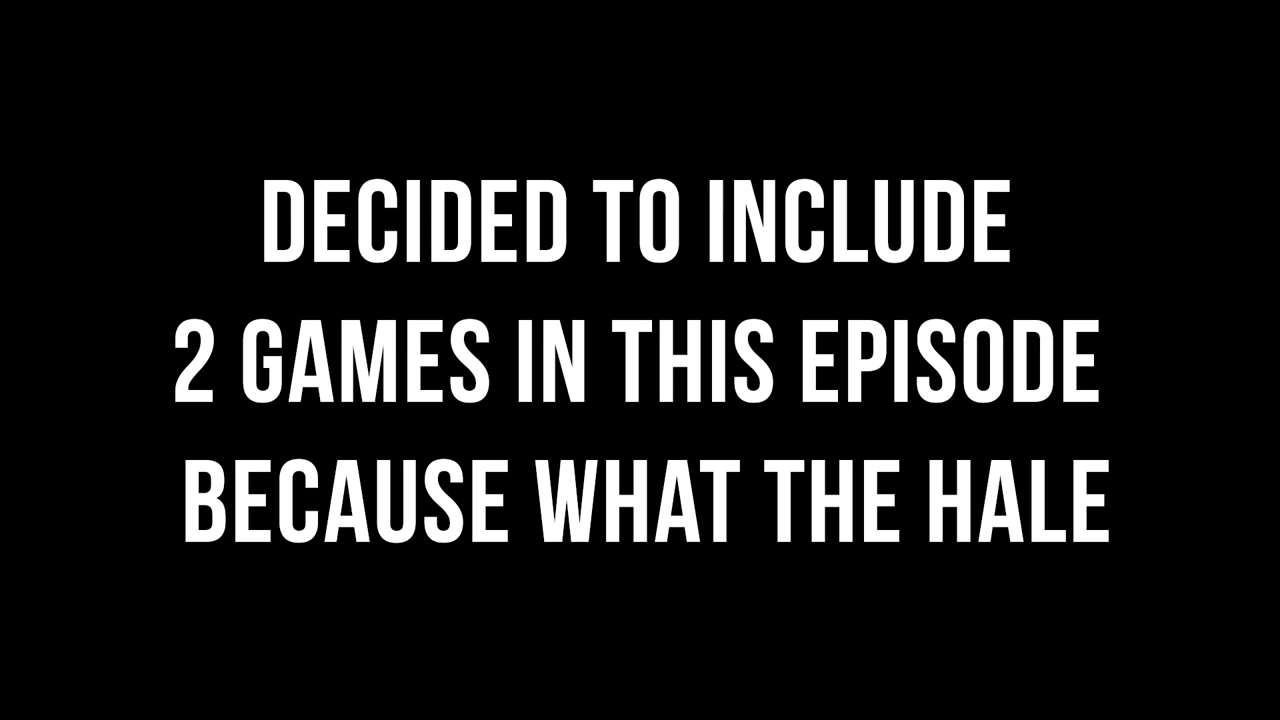 DECIDED TO INCLUDE
2 GAMES IN THIS EPISODE
BECAUSE WHAT THE HALE